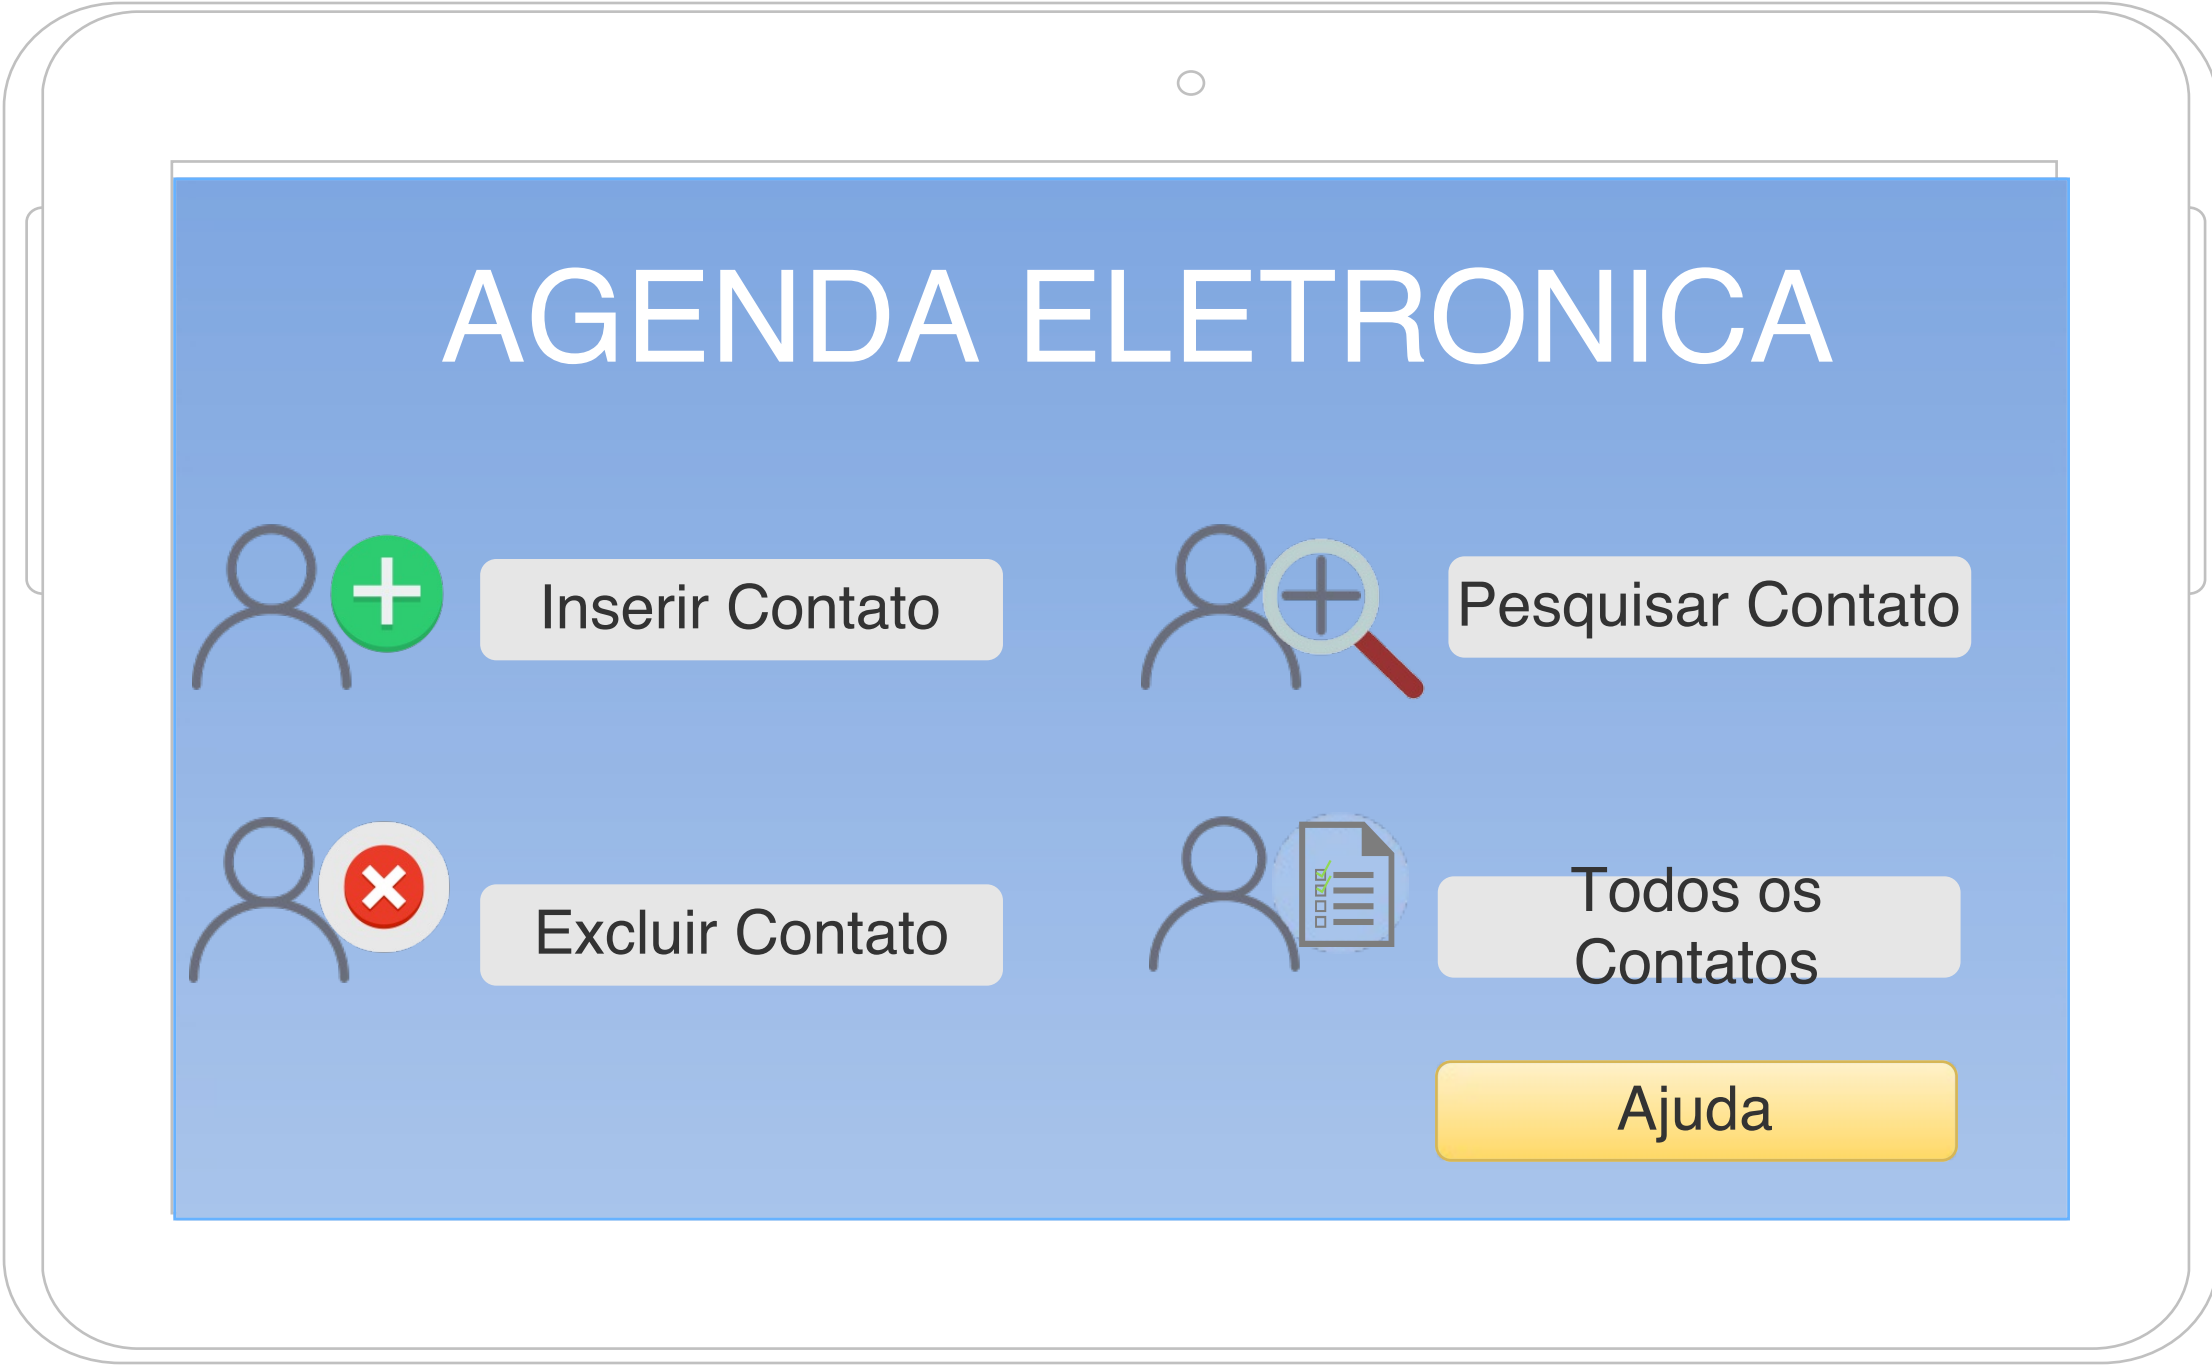 AGENDA ELETRONICA
Inserir Contato
Pesquisar Contato
Excluir Contato
Todos os
Contatos
Ajuda